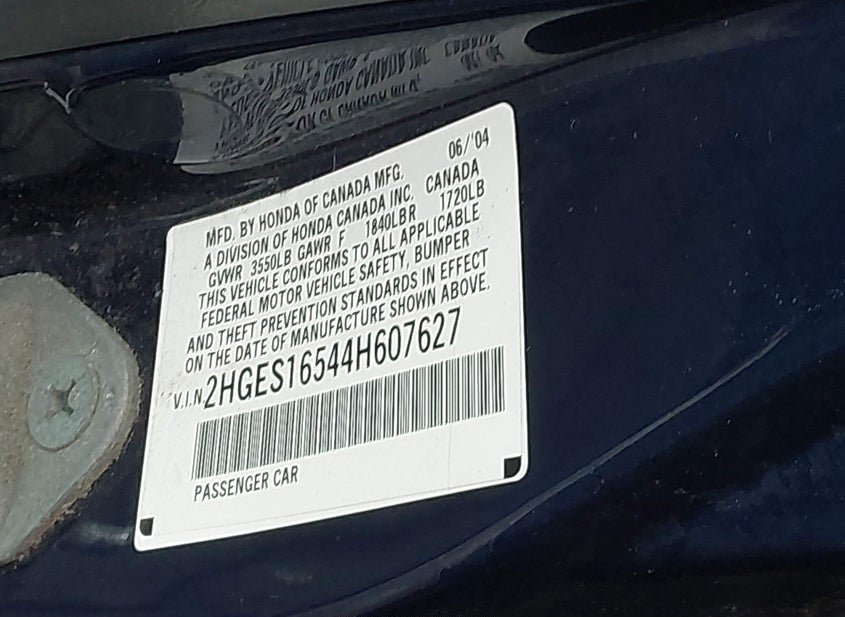 06/'04
MFD. BY HONDA OF CANADA MFG.
A DIVISION OF HONDA CANADA INC. CANADA
GVWR 3550LB GAWR F 1840LB R 1720LB
THIS VEHICLE CONFORMS TO ALL APPLICABLE
FEDERAL MOTOR VEHICLE SAFETY, BUMPER
AND THEFT PREVENTION STANDARDS IN EFFECT
ON THE DATE OF MANUFACTURE SHOWN ABOVE.
V.I.N. 2HGES16544H607627
PASSENGER CAR